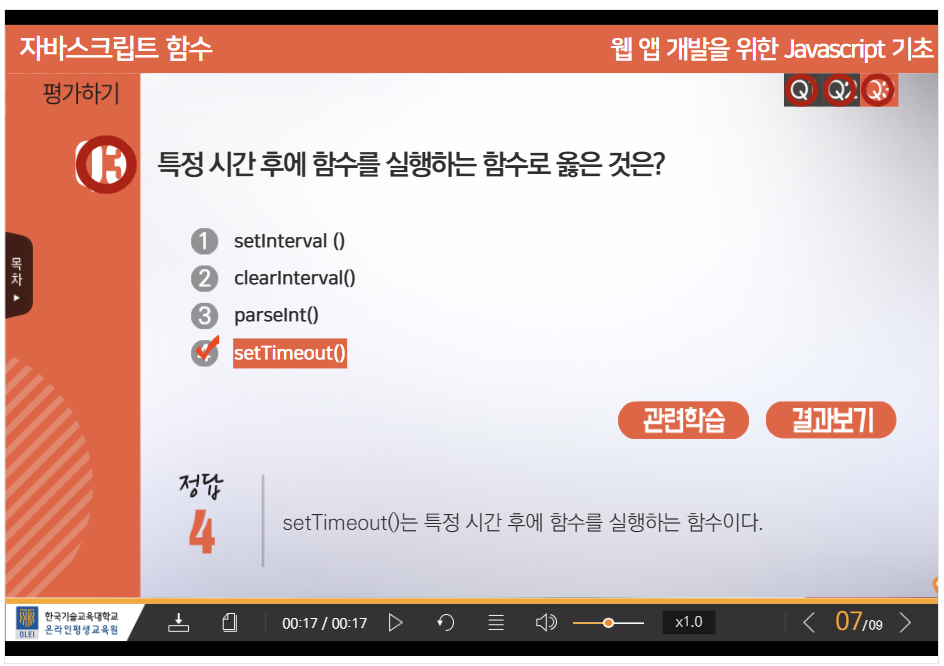 자바스크립트 함수
웹 앱 개발을 위한 Javascript 기초
평가하기
Q Q2. Q3
03
특정 시간 후에 함수를 실행하는 함수로 옳은 것은?
1 setInterval ()
2 clearInterval()
3 parseInt()
4 setTimeout()
목차
관련학습
결과보기
정답
4
setTimeout()는 특정 시간 후에 함수를 실행하는 함수이다.
OLEI
한국기술교육대학교
온라인평생교육원
00:17 / 00:17
x1.0
07/09